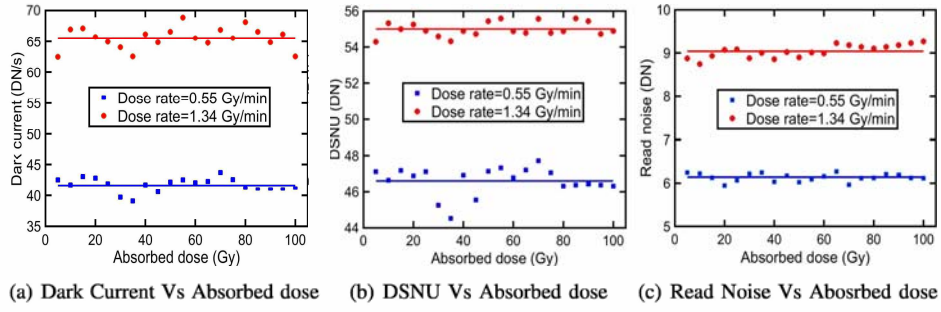 70
65
60
55
50
45
40
35
Dark current (DN/s)
Dose rate=0.55 Gy/min
Dose rate=1.34 Gy/min
0 20 40 60 80 100
Absorbed dose (Gy)
(a) Dark Current Vs Absorbed dose
56
54
52
50
48
46
44
DSNU (DN)
Dose rate=0.55 Gy/min
Dose rate=1.34 Gy/min
0 20 40 60 80 100
Absorbed dose (Gy)
(b) DSNU Vs Absorbed dose
10
9
8
7
6
5
Read noise (DN)
Dose rate=0.55 Gy/min
Dose rate=1.34 Gy/min
0 20 40 60 80 100
Absorbed dose (Gy)
(c) Read Noise Vs Abosrbed dose